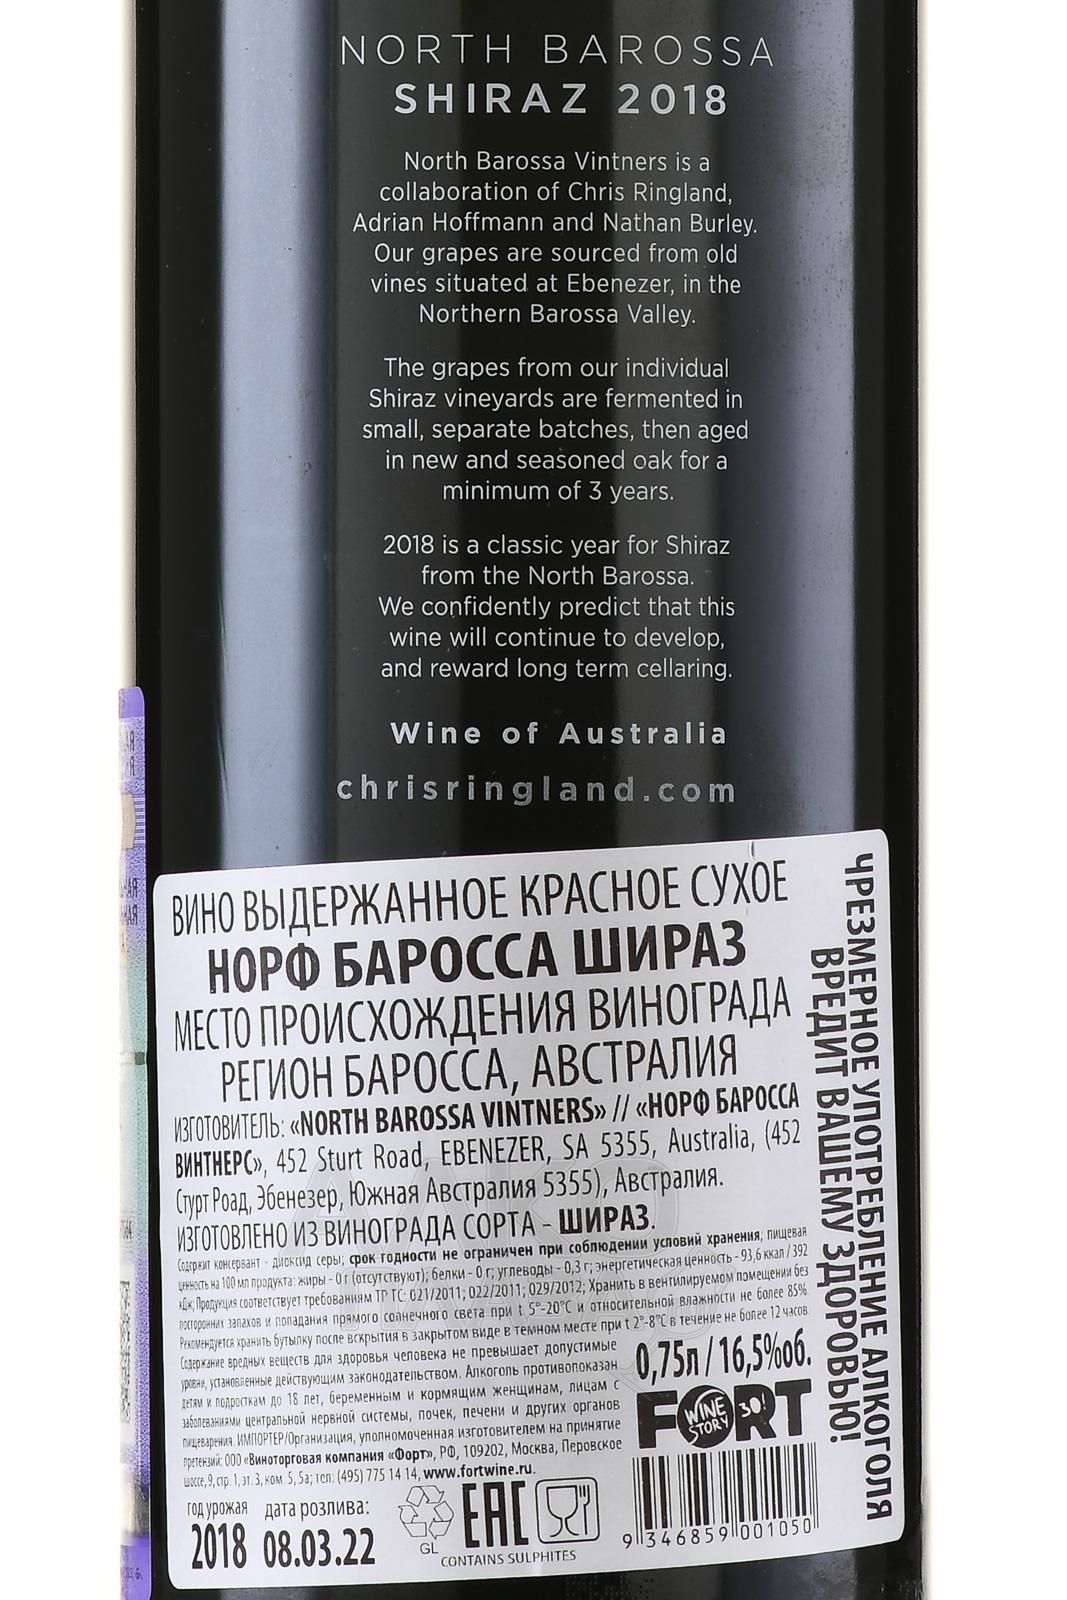 NORTH BAROSSA
SHIRAZ 2018
North Barossa Vintners is a
collaboration of Chris Ringland,
Adrian Hoffmann and Nathan Burley.
Our grapes are sourced from old
vines situated at Ebenezer, in the
Northern Barossa Valley.
The grapes from our individual
Shiraz vineyards are fermented in
small, separate batches, then aged
in new and seasoned oak for a
minimum of 3 years.
2018 is a classic year for Shiraz
from the North Barossa.
We confidently predict that this
wine will continue to develop,
and reward long term cellaring.
Wine of Australia
chrisringland.com
ВИНО ВЫДЕРЖАННОЕ КРАСНОЕ СУХОЕ
НОРФ БАРОССА ШИРАЗ
МЕСТО ПРОИСХОЖДЕНИЯ ВИНОГРАДА
РЕГИОН БАРОССА, АВСТРАЛИЯ
ИЗГОТОВИТЕЛЬ: «NORTH BAROSSA VINTNERS» // «НОРФ БАРОССА
ВИНТНЕРС», 452 Sturt Road, EBENEZER, SA 5355, Australia, (452
Стурт Роад, Эбенезер, Южная Австралия 5355), Австралия.
ИЗГОТОВЛЕНО ИЗ ВИНОГРАДА СОРТА - ШИРАЗ.
Содержит консервант - диоксид серы; срок годности не ограничен при соблюдении условий хранения; пищевая
ценность на 100 мл продукта: жиры - 0 г (отсутствуют); белки - 0 г; углеводы - 0,3 г; энергетическая ценность - 93,6 ккал / 392
кДж; Продукция соответствует требованиям ТР ТС: 021/2011; 022/2011; 029/2012; Хранить в вентилируемом помещении без
посторонних запахов и попадания прямого солнечного света при t 5°-20°С и относительной влажности не более 85%.
Рекомендуется хранить бутылку после вскрытия в закрытом виде в темном месте при t 2°-8°С в течение не более 12 часов.
Содержание вредных веществ для здоровья человека не превышает допустимые
уровни, установленные действующим законодательством. Алкоголь противопоказан
детям и подросткам до 18 лет, беременным и кормящим женщинам, лицам с
заболеваниями центральной нервной системы, почек, печени и других органов
пищеварения. ИМПОРТЕР/Организация, уполномоченная изготовителем на принятие
претензий: ООО «Виноторговая компания «Форт», РФ, 109202, Москва, Перовское
шоссе, 9, стр. 1, эт. 3, ком. 5, 5а; тел: (495) 775 14 14, www.fortwine.ru.
0,75л / 16,5%об.
FORT
WINE
STORY
30!
год урожая
2018
дата розлива:
08.03.22
GL
EAC
CONTAINS SULPHITES
9 346859 001050
ЧРЕЗМЕРНОЕ УПОТРЕБЛЕНИЕ АЛКОГОЛЯ
ВРЕДИТ ВАШЕМУ ЗДОРОВЬЮ!